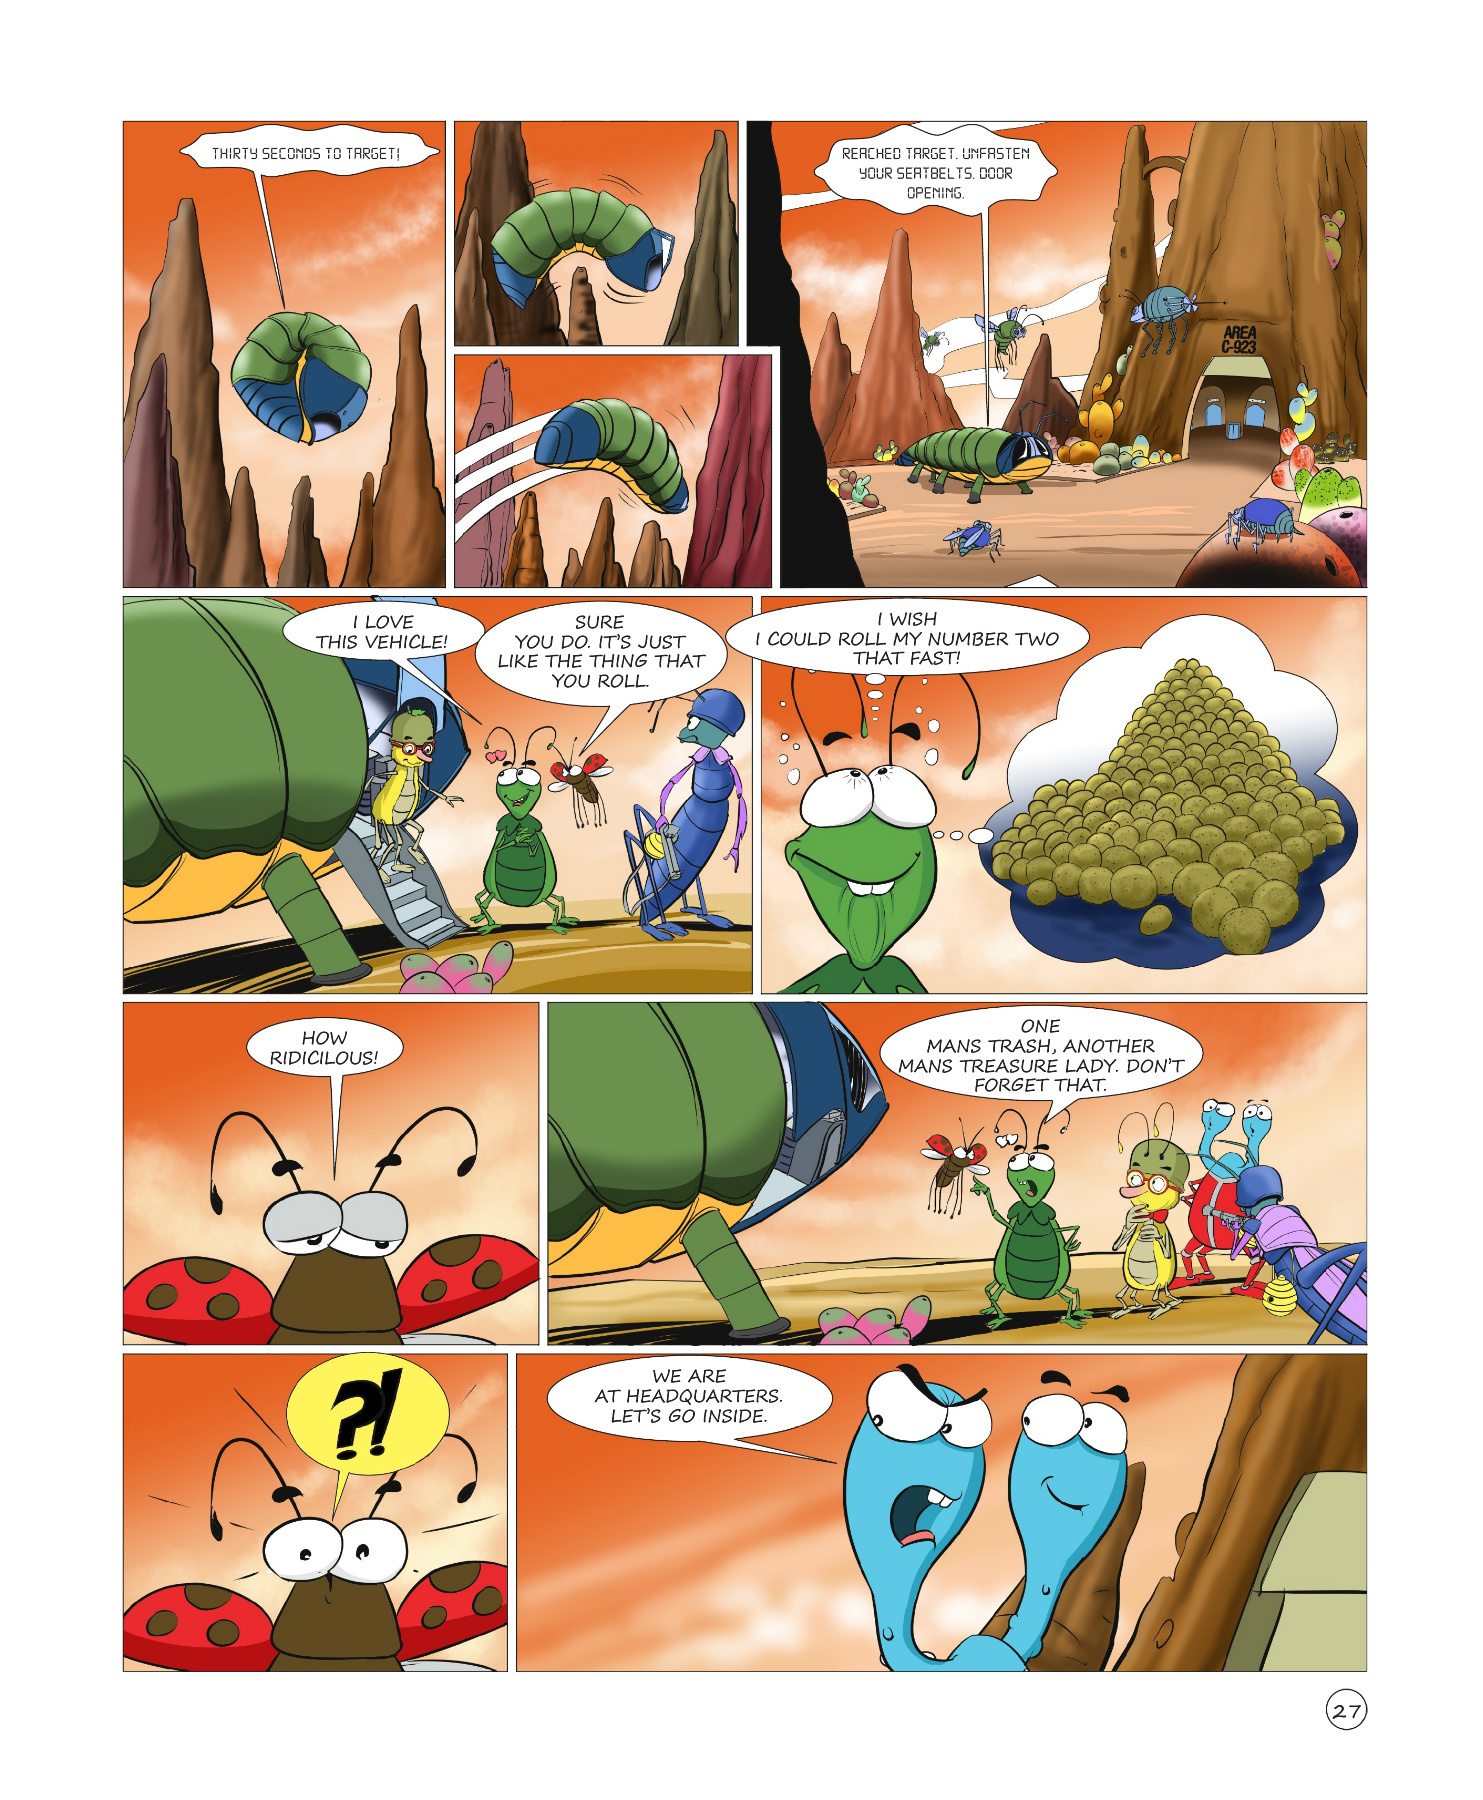 THIRTY SECONDS TO TARGET!
REACHED TARGET. UNFASTEN
YOUR SEATBELTS. DOOR
OPENING.
AREA
C-923
I LOVE
THIS VEHICLE!
SURE
YOU DO. IT'S JUST
LIKE THE THING THAT
YOU ROLL.
I WISH
I COULD ROLL MY NUMBER TWO
THAT FAST!
HOW
RIDICILOUS!
ONE
MANS TRASH, ANOTHER
MANS TREASURE LADY. DON'T
FORGET THAT.
?!
WE ARE
AT HEADQUARTERS.
LET'S GO INSIDE.
27